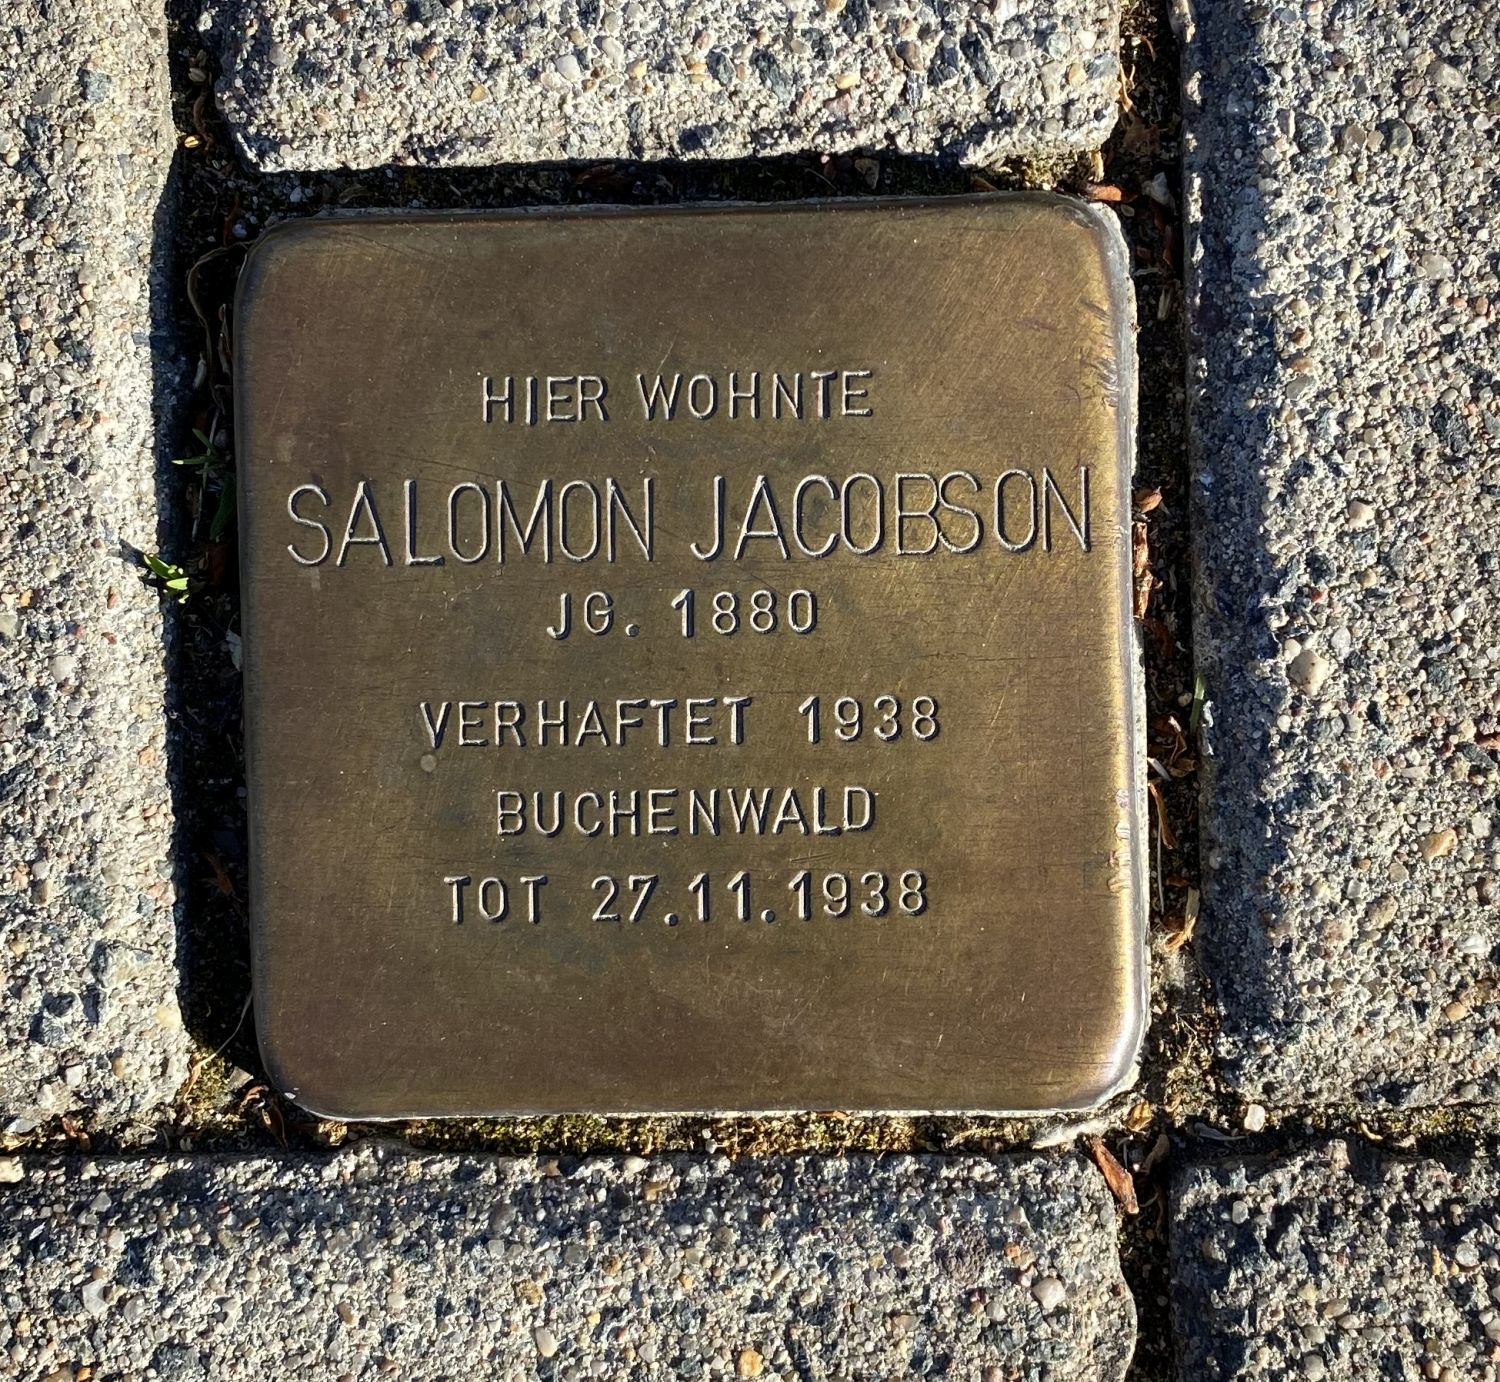 HIER WOHNTE
SALOMON JACOBSON
JG. 1880
VERHAFTET 1938
BUCHENWALD
TOT 27.11.1938